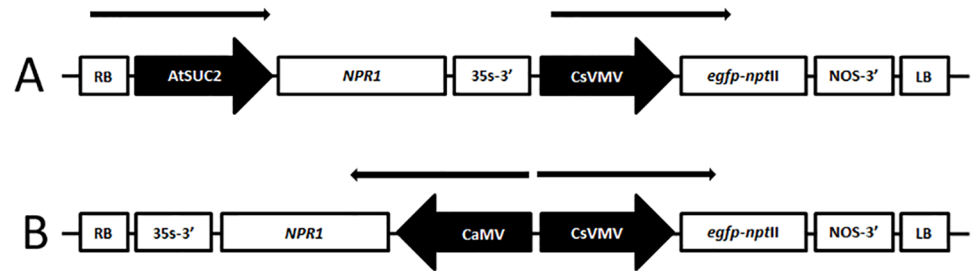 A RB AtSUC2 NPR1 35s-3’ CsVMV egfp-nptII NOS-3’ LB
B RB 35s-3’ NPR1 CaMV CsVMV egfp-nptII NOS-3’ LB